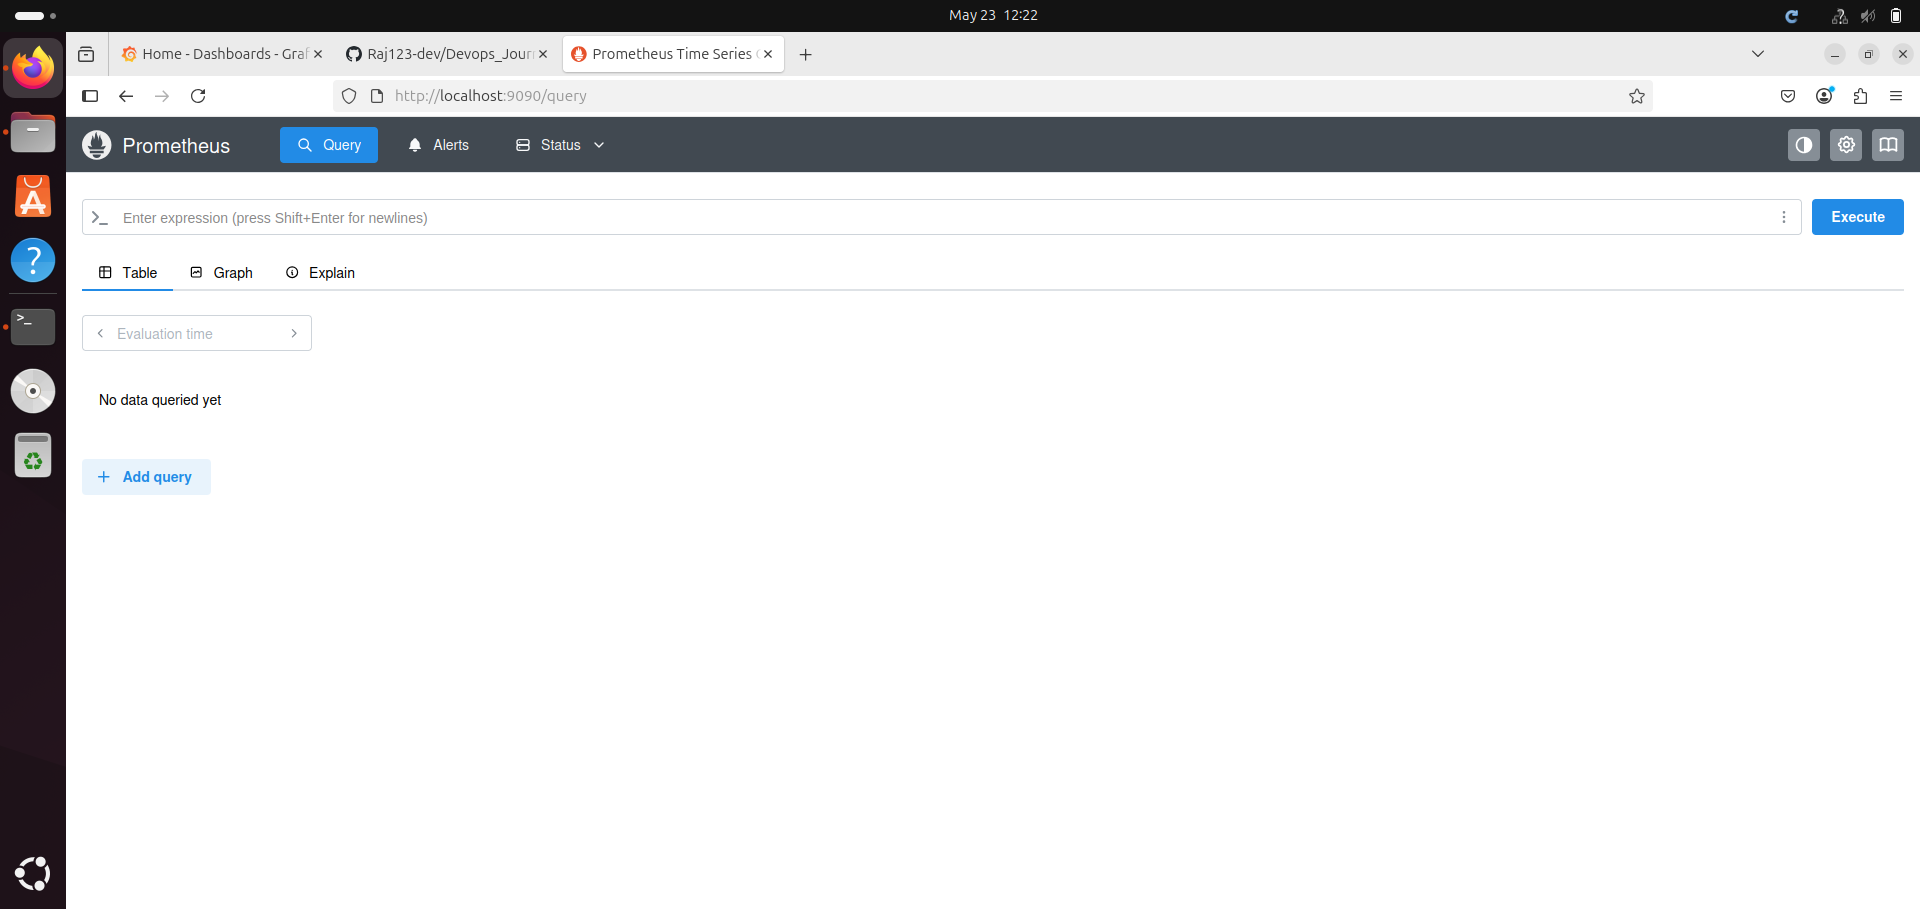 May 23 12:22
Home - Dashboards - Graf
Raj123-dev/Devops_Jour
Prometheus Time Series
http://localhost:9090/query
Prometheus
Query
Alerts
Status
>_ Enter expression (press Shift+Enter for newlines)
Execute
Table
Graph
Explain
Evaluation time
No data queried yet
+ Add query